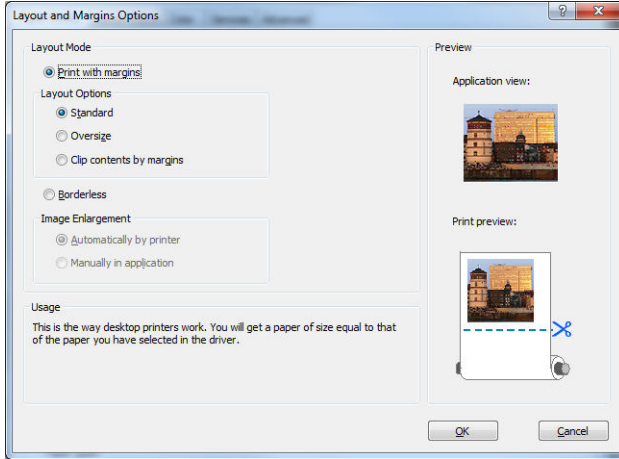 Layout and Margins Options
Layout Mode
Print with margins
Layout Options
Standard
Oversize
Clip contents by margins
Borderless
Image Enlargement
Automatically by printer
Manually in application
Usage
This is the way desktop printers work. You will get a paper of size equal to that
of the paper you have selected in the driver.
Preview
Application view:
Print preview:
OK
Cancel